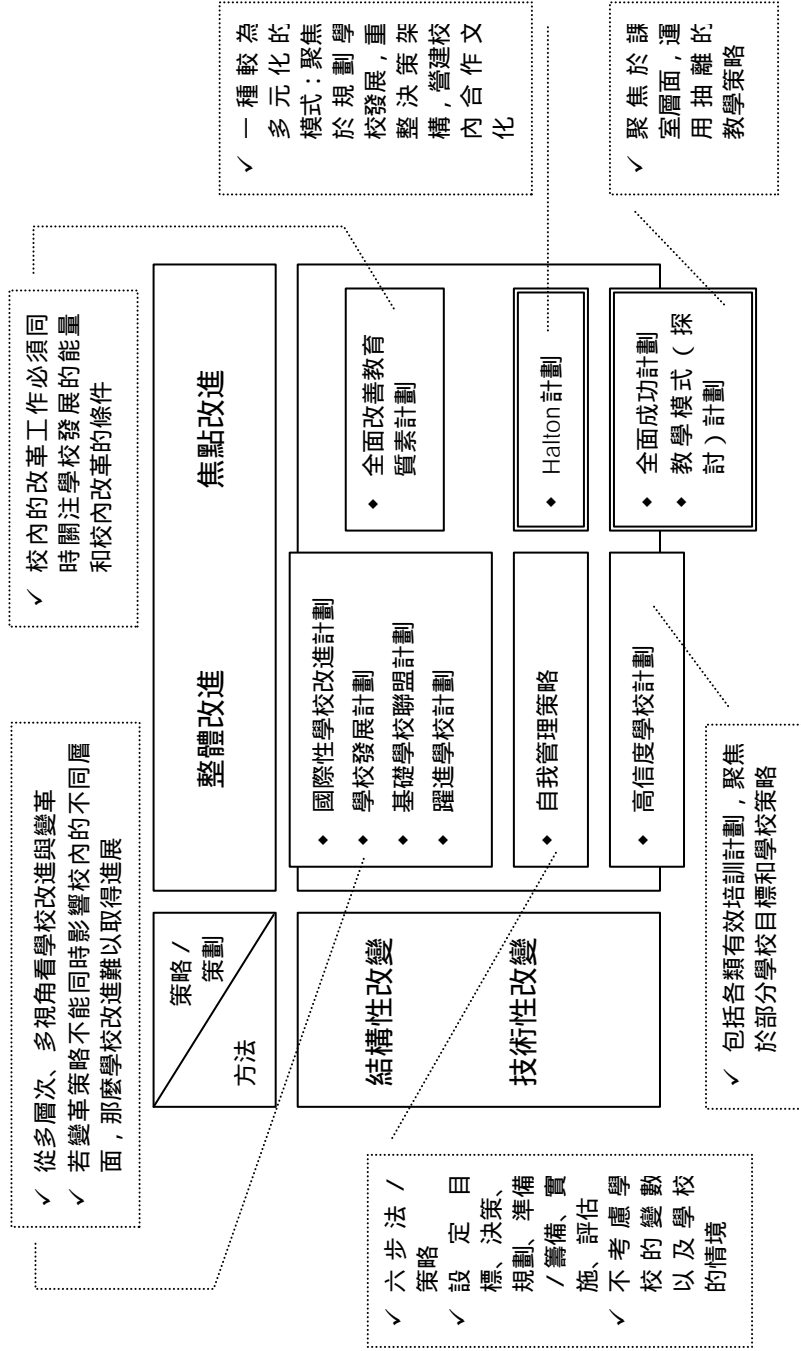 ✓ 從多層次、多視角看學校改進與變革
✓ 若變革策略不能同時影響校內的不同層
面，那麼學校改進難以取得進展
✓ 校內的改革工作必須同
時關注學校發展的能量
和校內改革的條件
策略／
策劃
方法
整體改進
焦點改進
結構性改變
技術性改變
◆ 國際性學校改進計劃
◆ 學校發展計劃
◆ 基礎學校聯盟計劃
◆ 躍進學校計劃
◆ 全面改善教育
質素計劃
◆ 自我管理策略
◆ Halton 計劃
◆ 高信度學校計劃
◆ 全面成功計劃
◆ 教學模式（探
討）計劃
✓ 六步法／
策略
✓ 設定目
標、決策、
規劃、準備
／籌備、實
施、評估
✓ 不考慮學
校的變數
以及學校
的情境
✓ 包括各類有效培訓計劃，聚焦
於部分學校目標和學校策略
✓ 一種較為
多元化的
模式：聚焦
於規劃學
校發展，重
整決策架
構，營建校
內合作文
化
✓ 聚焦於課
室層面，運
用抽離的
教學策略